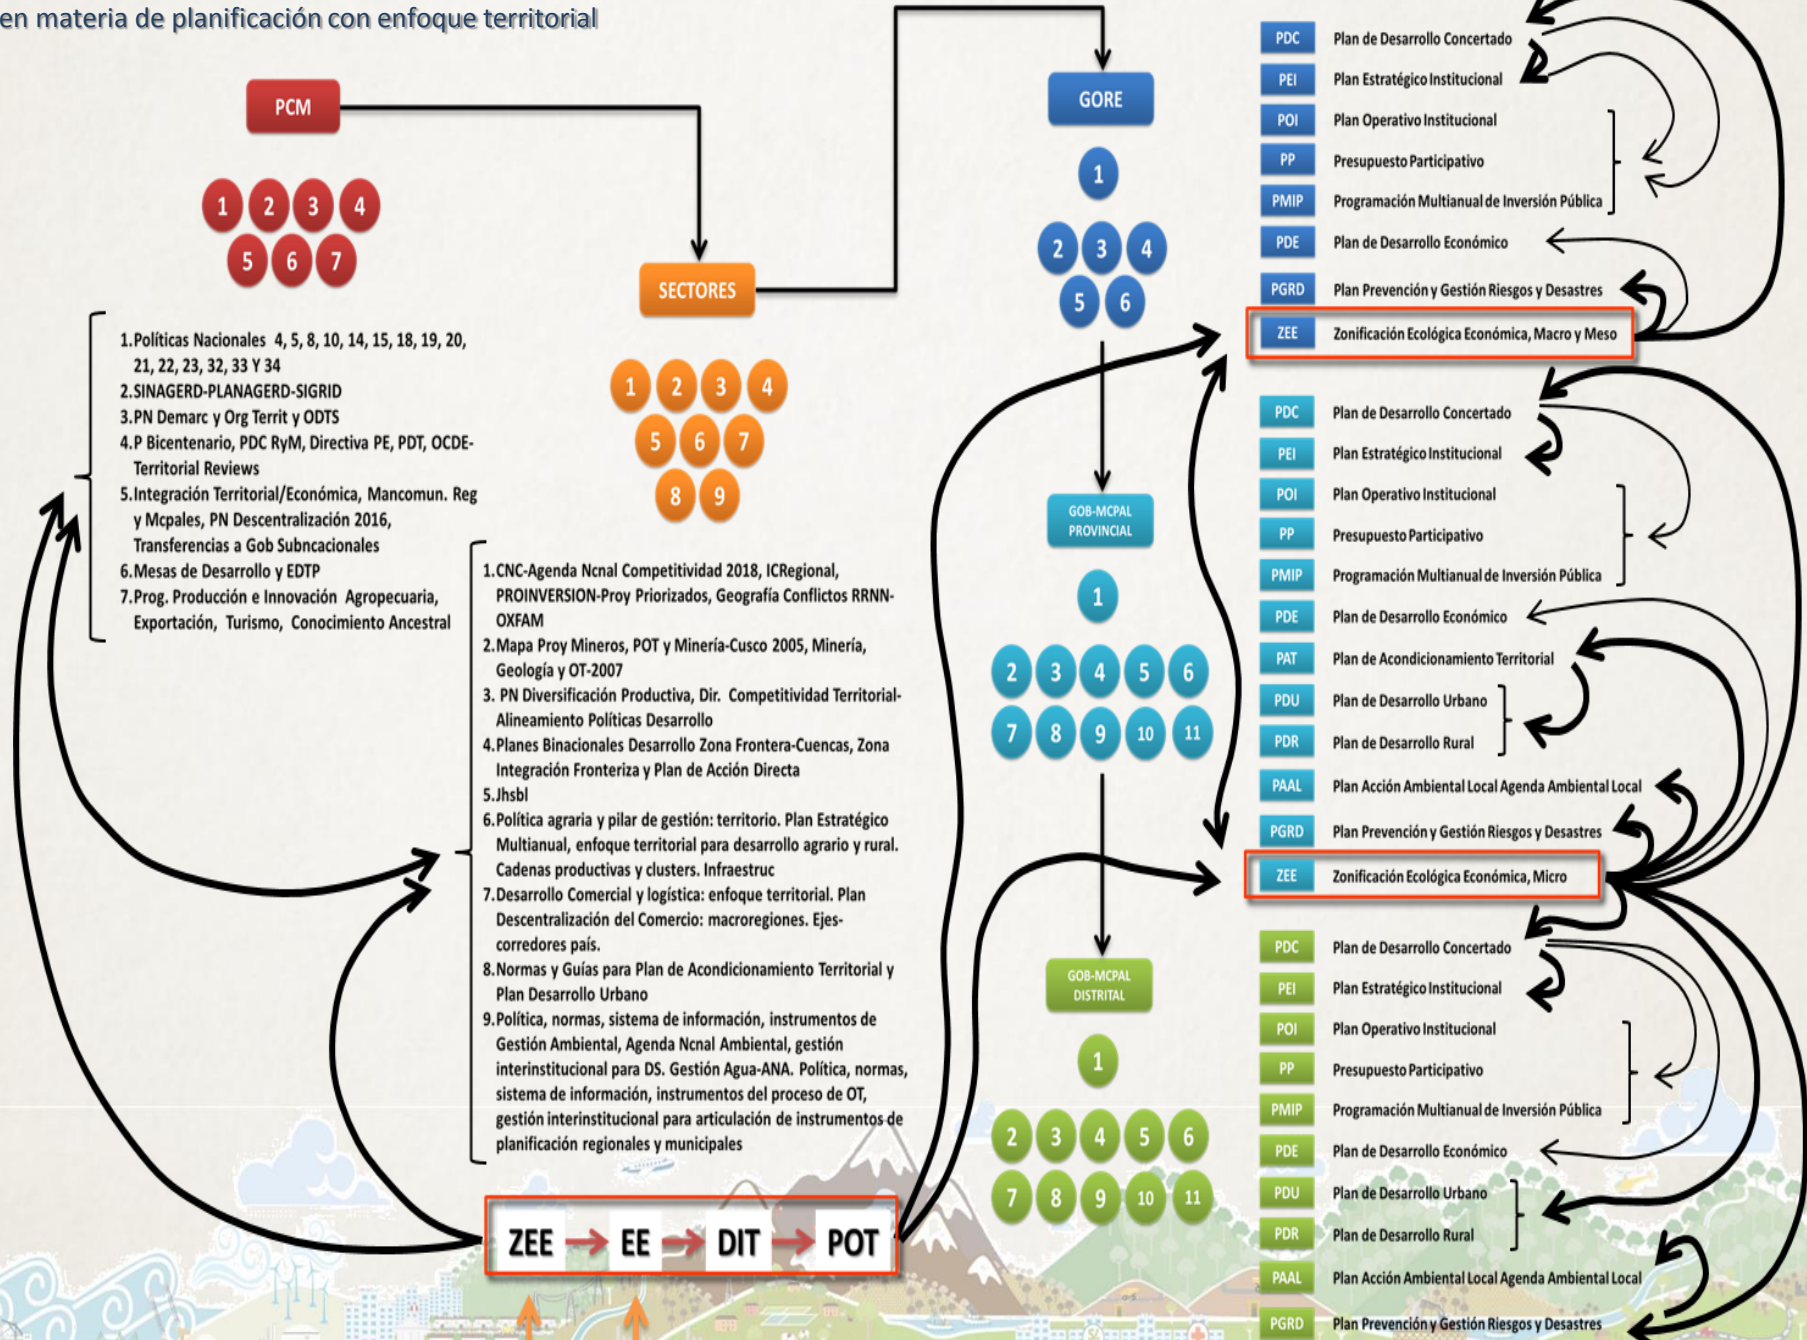 en materia de planificación con enfoque territorial
PCM
1 2 3 4
5 6 7
1.Políticas Nacionales 4, 5, 8, 10, 14, 15, 18, 19, 20,
21, 22, 23, 32, 33 Y 34
2.SINAGERD-PLANAGERD-SIGRID
3.PN Demarc y Org Territ y ODTS
4.P Bicentenario, PDC RyM, Directiva PE, PDT, OCDE-
Territorial Reviews
5.Integración Territorial/Económica, Mancomun. Reg
y Mcpales, PN Descentralización 2016,
Transferencias a Gob Subncacionales
6.Mesas de Desarrollo y EDTP
7.Prog. Producción e Innovación Agropecuaria,
Exportación, Turismo, Conocimiento Ancestral
SECTORES
1 2 3 4
5 6 7
8 9
1.CNC-Agenda Ncnal Competitividad 2018, ICRegional,
PROINVERSION-Proy Priorizados, Geografía Conflictos RRNN-
OXFAM
2.Mapa Proy Mineros, POT y Minería-Cusco 2005, Minería,
Geología y OT-2007
3. PN Diversificación Productiva, Dir. Competitividad Territorial-
Alineamiento Políticas Desarrollo
4.Planes Binacionales Desarrollo Zona Frontera-Cuencas, Zona
Integración Fronteriza y Plan de Acción Directa
5.Jhsbl
6.Política agraria y pilar de gestión: territorio. Plan Estratégico
Multianual, enfoque territorial para desarrollo agrario y rural.
Cadenas productivas y clusters. Infraestruc
7.Desarrollo Comercial y logística: enfoque territorial. Plan
Descentralización del Comercio: macroregiones. Ejes-
corredores país.
8.Normas y Guías para Plan de Acondicionamiento Territorial y
Plan Desarrollo Urbano
9.Política, normas, sistema de información, instrumentos de
Gestión Ambiental, Agenda Ncnal Ambiental, gestión
interinstitucional para DS. Gestión Agua-ANA. Política, normas,
sistema de información, instrumentos del proceso de OT,
gestión interinstitucional para articulación de instrumentos de
planificación regionales y municipales
ZEE EE DIT POT
GORE
1
2 3 4
5 6
GOB-MCPAL
PROVINCIAL
1
2 3 4 5 6
7 8 9 10 11
GOB-MCPAL
DISTRITAL
1
2 3 4 5 6
7 8 9 10 11
PDC Plan de Desarrollo Concertado
PEI Plan Estratégico Institucional
POI Plan Operativo Institucional
PP Presupuesto Participativo
PMIP Programación Multianual de Inversión Pública
PDE Plan de Desarrollo Económico
PGRD Plan Prevención y Gestión Riesgos y Desastres
ZEE Zonificación Ecológica Económica, Macro y Meso
PDC Plan de Desarrollo Concertado
PEI Plan Estratégico Institucional
POI Plan Operativo Institucional
PP Presupuesto Participativo
PMIP Programación Multianual de Inversión Pública
PDE Plan de Desarrollo Económico
PAT Plan de Acondicionamiento Territorial
PDU Plan de Desarrollo Urbano
PDR Plan de Desarrollo Rural
PAAL Plan Acción Ambiental Local Agenda Ambiental Local
PGRD Plan Prevención y Gestión Riesgos y Desastres
ZEE Zonificación Ecológica Económica, Micro
PDC Plan de Desarrollo Concertado
PEI Plan Estratégico Institucional
POI Plan Operativo Institucional
PP Presupuesto Participativo
PMIP Programación Multianual de Inversión Pública
PDE Plan de Desarrollo Económico
PDU Plan de Desarrollo Urbano
PDR Plan de Desarrollo Rural
PAAL Plan Acción Ambiental Local Agenda Ambiental Local
PGRD Plan Prevención y Gestión Riesgos y Desastres